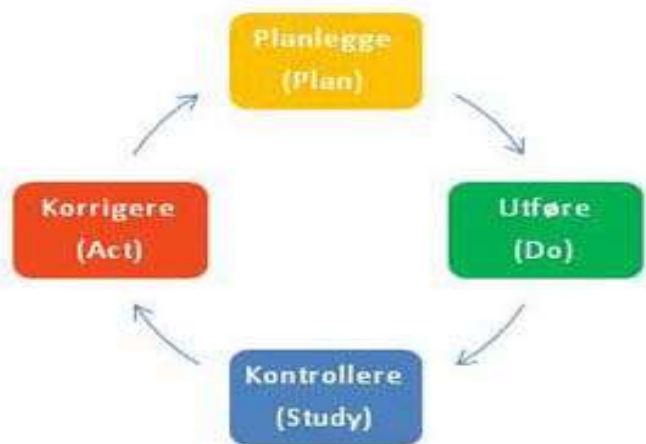 Planlegge
(Plan)
Utføre
(Do)
Kontrollere
(Study)
Korrigere
(Act)